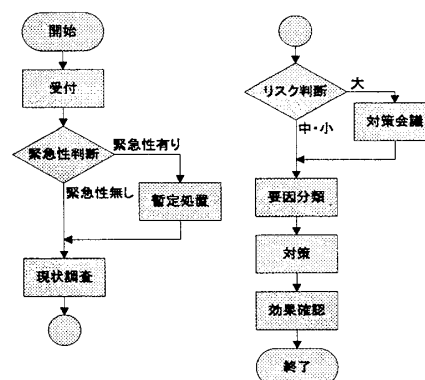 開始
受付
緊急性判断
緊急性有り
緊急性無し
暫定処置
現状調査
リスク判断
大
対策会議
中・小
要因分類
対策
効果確認
終了